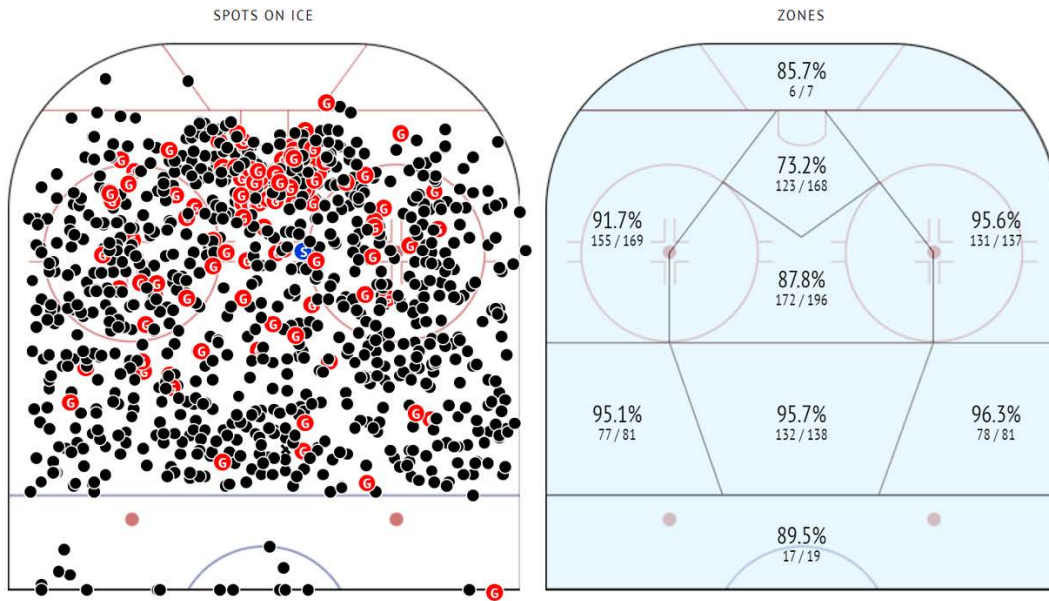 SPOTS ON ICE
ZONES
85.7%
6 / 7
73.2%
123 / 168
91.7%
155 / 169
95.6%
131 / 137
87.8%
172 / 196
95.1%
77 / 81
95.7%
132 / 138
96.3%
78 / 81
89.5%
17 / 19
G
S